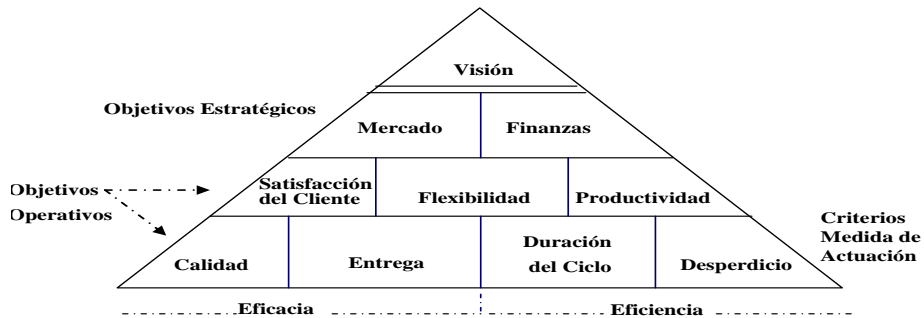 Visión
Objetivos Estratégicos
Mercado
Finanzas
Objetivos
Operativos
Satisfacción
del Cliente
Flexibilidad
Productividad
Criterios
Medida de
Actuación
Calidad
Entrega
Duración
del Ciclo
Desperdicio
Eficacia
Eficiencia